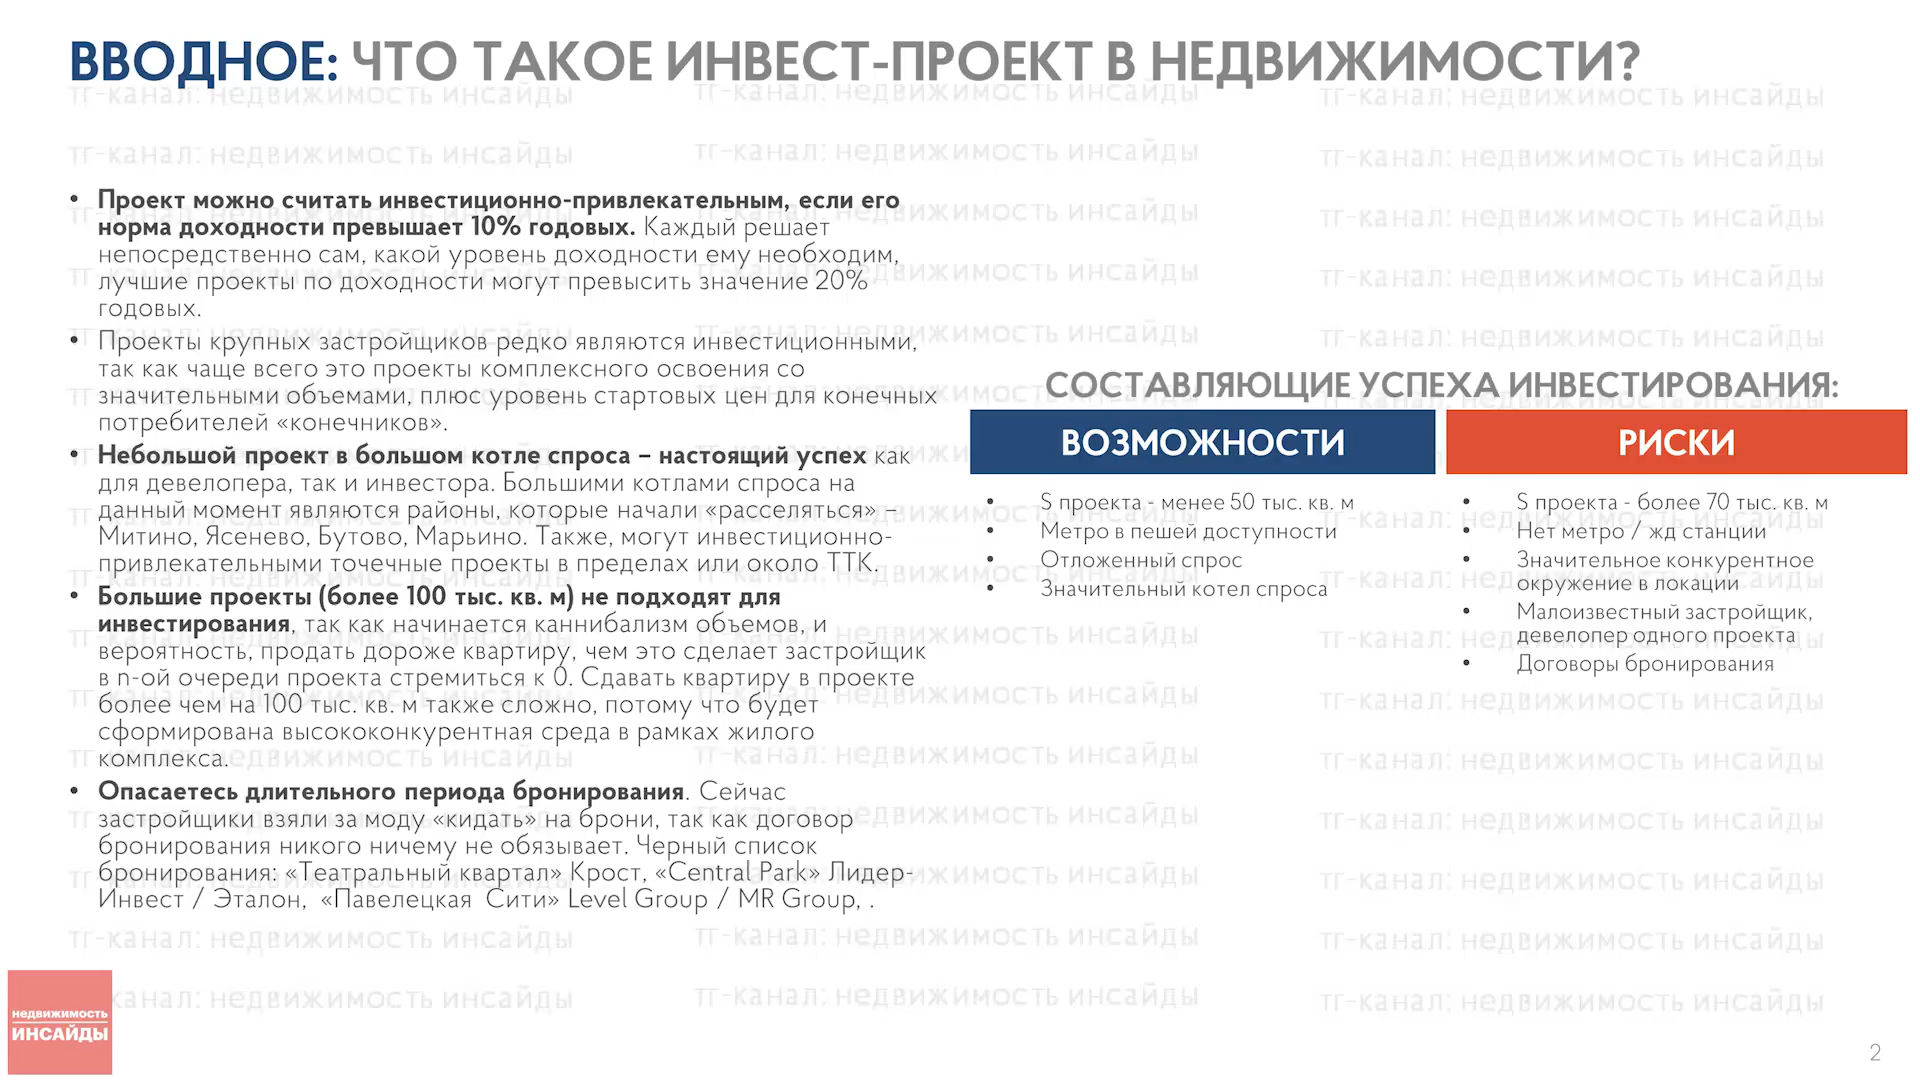 ВВОДНОЕ: ЧТО ТАКОЕ ИНВЕСТ-ПРОЕКТ В НЕДВИЖИМОСТИ?
• Проект можно считать инвестиционно-привлекательным, если его
норма доходности превышает 10% годовых. Каждый решает
непосредственно сам, какой уровень доходности ему необходим,
лучшие проекты по доходности могут превысить значение 20%
годовых.
• Проекты крупных застройщиков редко являются инвестиционными,
так как чаще всего это проекты комплексного освоения со
значительными объемами, плюс уровень стартовых цен для конечных
потребителей «конечников».
• Небольшой проект в большом котле спроса – настоящий успех как
для девелопера, так и инвестора. Большими котлами спроса на
данный момент являются районы, которые начали «расселяться» –
Митино, Ясенево, Бутово, Марьино. Также, могут инвестиционно-
привлекательными точечные проекты в пределах или около ТТК.
• Большие проекты (более 100 тыс. кв. м) не подходят для
инвестирования, так как начинается каннибализм объемов, и
вероятность, продать дороже квартиру, чем это сделает застройщик
в n-ой очереди проекта стремиться к 0. Сдавать квартиру в проекте
более чем на 100 тыс. кв. м также сложно, потому что будет
сформирована высококонкурентная среда в рамках жилого
комплекса.
• Опасаетесь длительного периода бронирования. Сейчас
застройщики взяли за моду «кидать» на брони, так как договор
бронирования никого ничему не обязывает. Черный список
бронирования: «Театральный квартал» Крост, «Central Park» Лидер-
Инвест / Эталон, «Павелецкая Сити» Level Group / MR Group, .
СОСТАВЛЯЮЩИЕ УСПЕХА ИНВЕСТИРОВАНИЯ:
ВОЗМОЖНОСТИ
• S проекта - менее 50 тыс. кв. м
• Метро в пешей доступности
• Отложенный спрос
• Значительный котел спроса
РИСКИ
• S проекта - более 70 тыс. кв. м
• Нет метро / жд станции
• Значительное конкурентное
окружение в локации
• Малоизвестный застройщик,
девелопер одного проекта
• Договоры бронирования
тг-канал: недвижимость инсайды
недвижимость
ИНСАЙДЫ
2